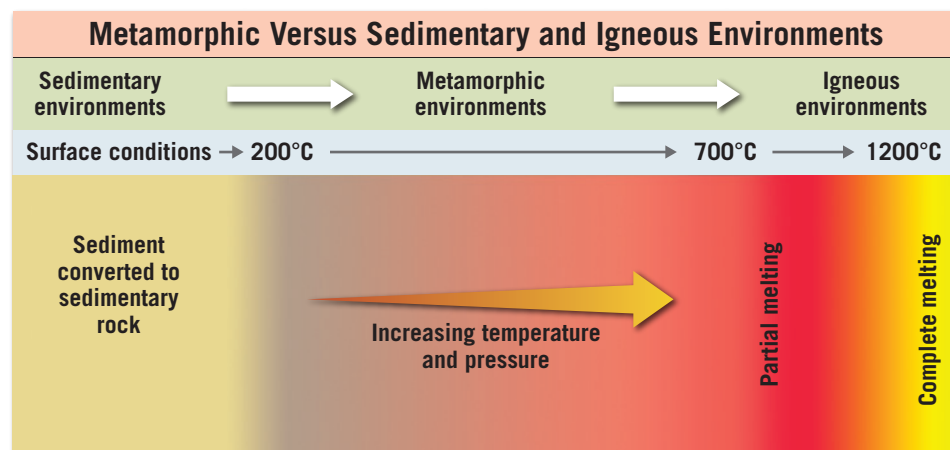 Metamorphic Versus Sedimentary and Igneous Environments
Sedimentary
environments
Metamorphic
environments
Igneous
environments
Surface conditions 200°C 700°C 1200°C
Sediment
converted to
sedimentary
rock
Increasing temperature
and pressure
Partial melting
Complete melting